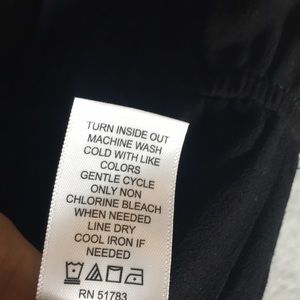 TURN INSIDE OUT
MACHINE WASH
COLD WITH LIKE
COLORS
GENTLE CYCLE
ONLY NON
CHLORINE BLEACH
WHEN NEEDED
LINE DRY
COOL IRON IF
NEEDED
RN 51783